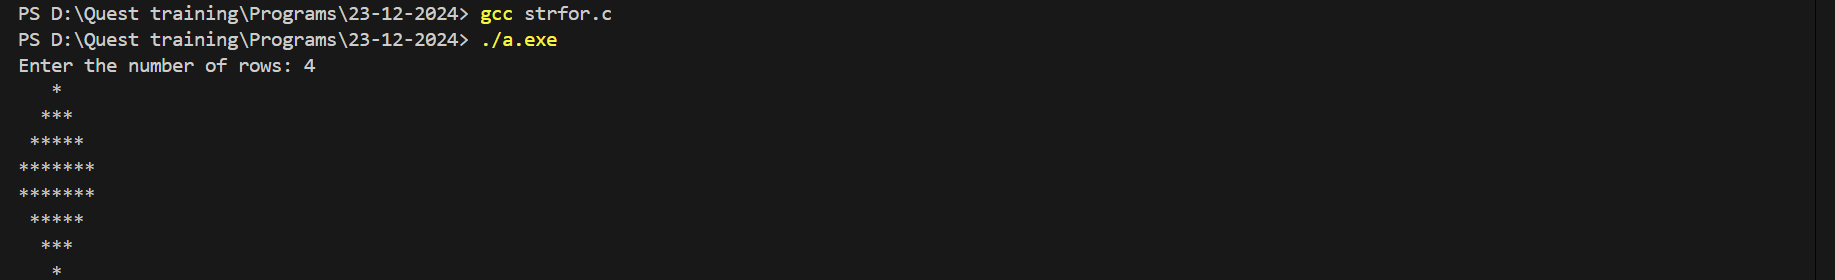 PS D:\Quest training\Programs\23-12-2024> gcc strfor.c
PS D:\Quest training\Programs\23-12-2024> ./a.exe
Enter the number of rows: 4
   *
  ***
 *****
*******
*******
 *****
  ***
   *